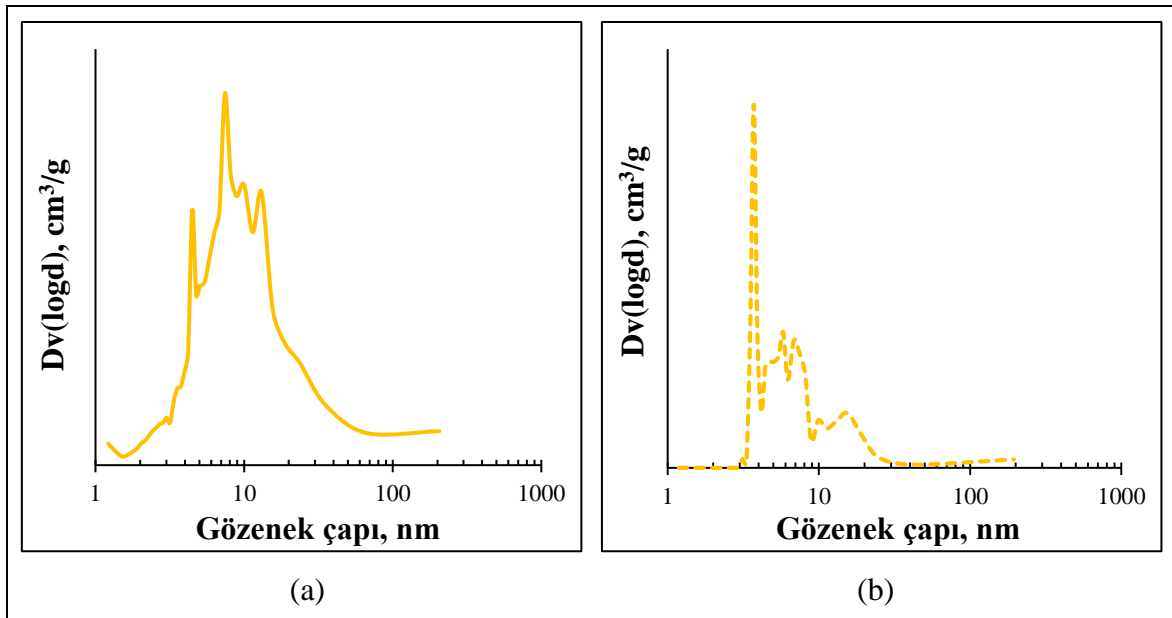 Dv(logd), cm³/g
1 10 100 1000
Gözenek çapı, nm
(a)
Dv(logd), cm³/g
1 10 100 1000
Gözenek çapı, nm
(b)